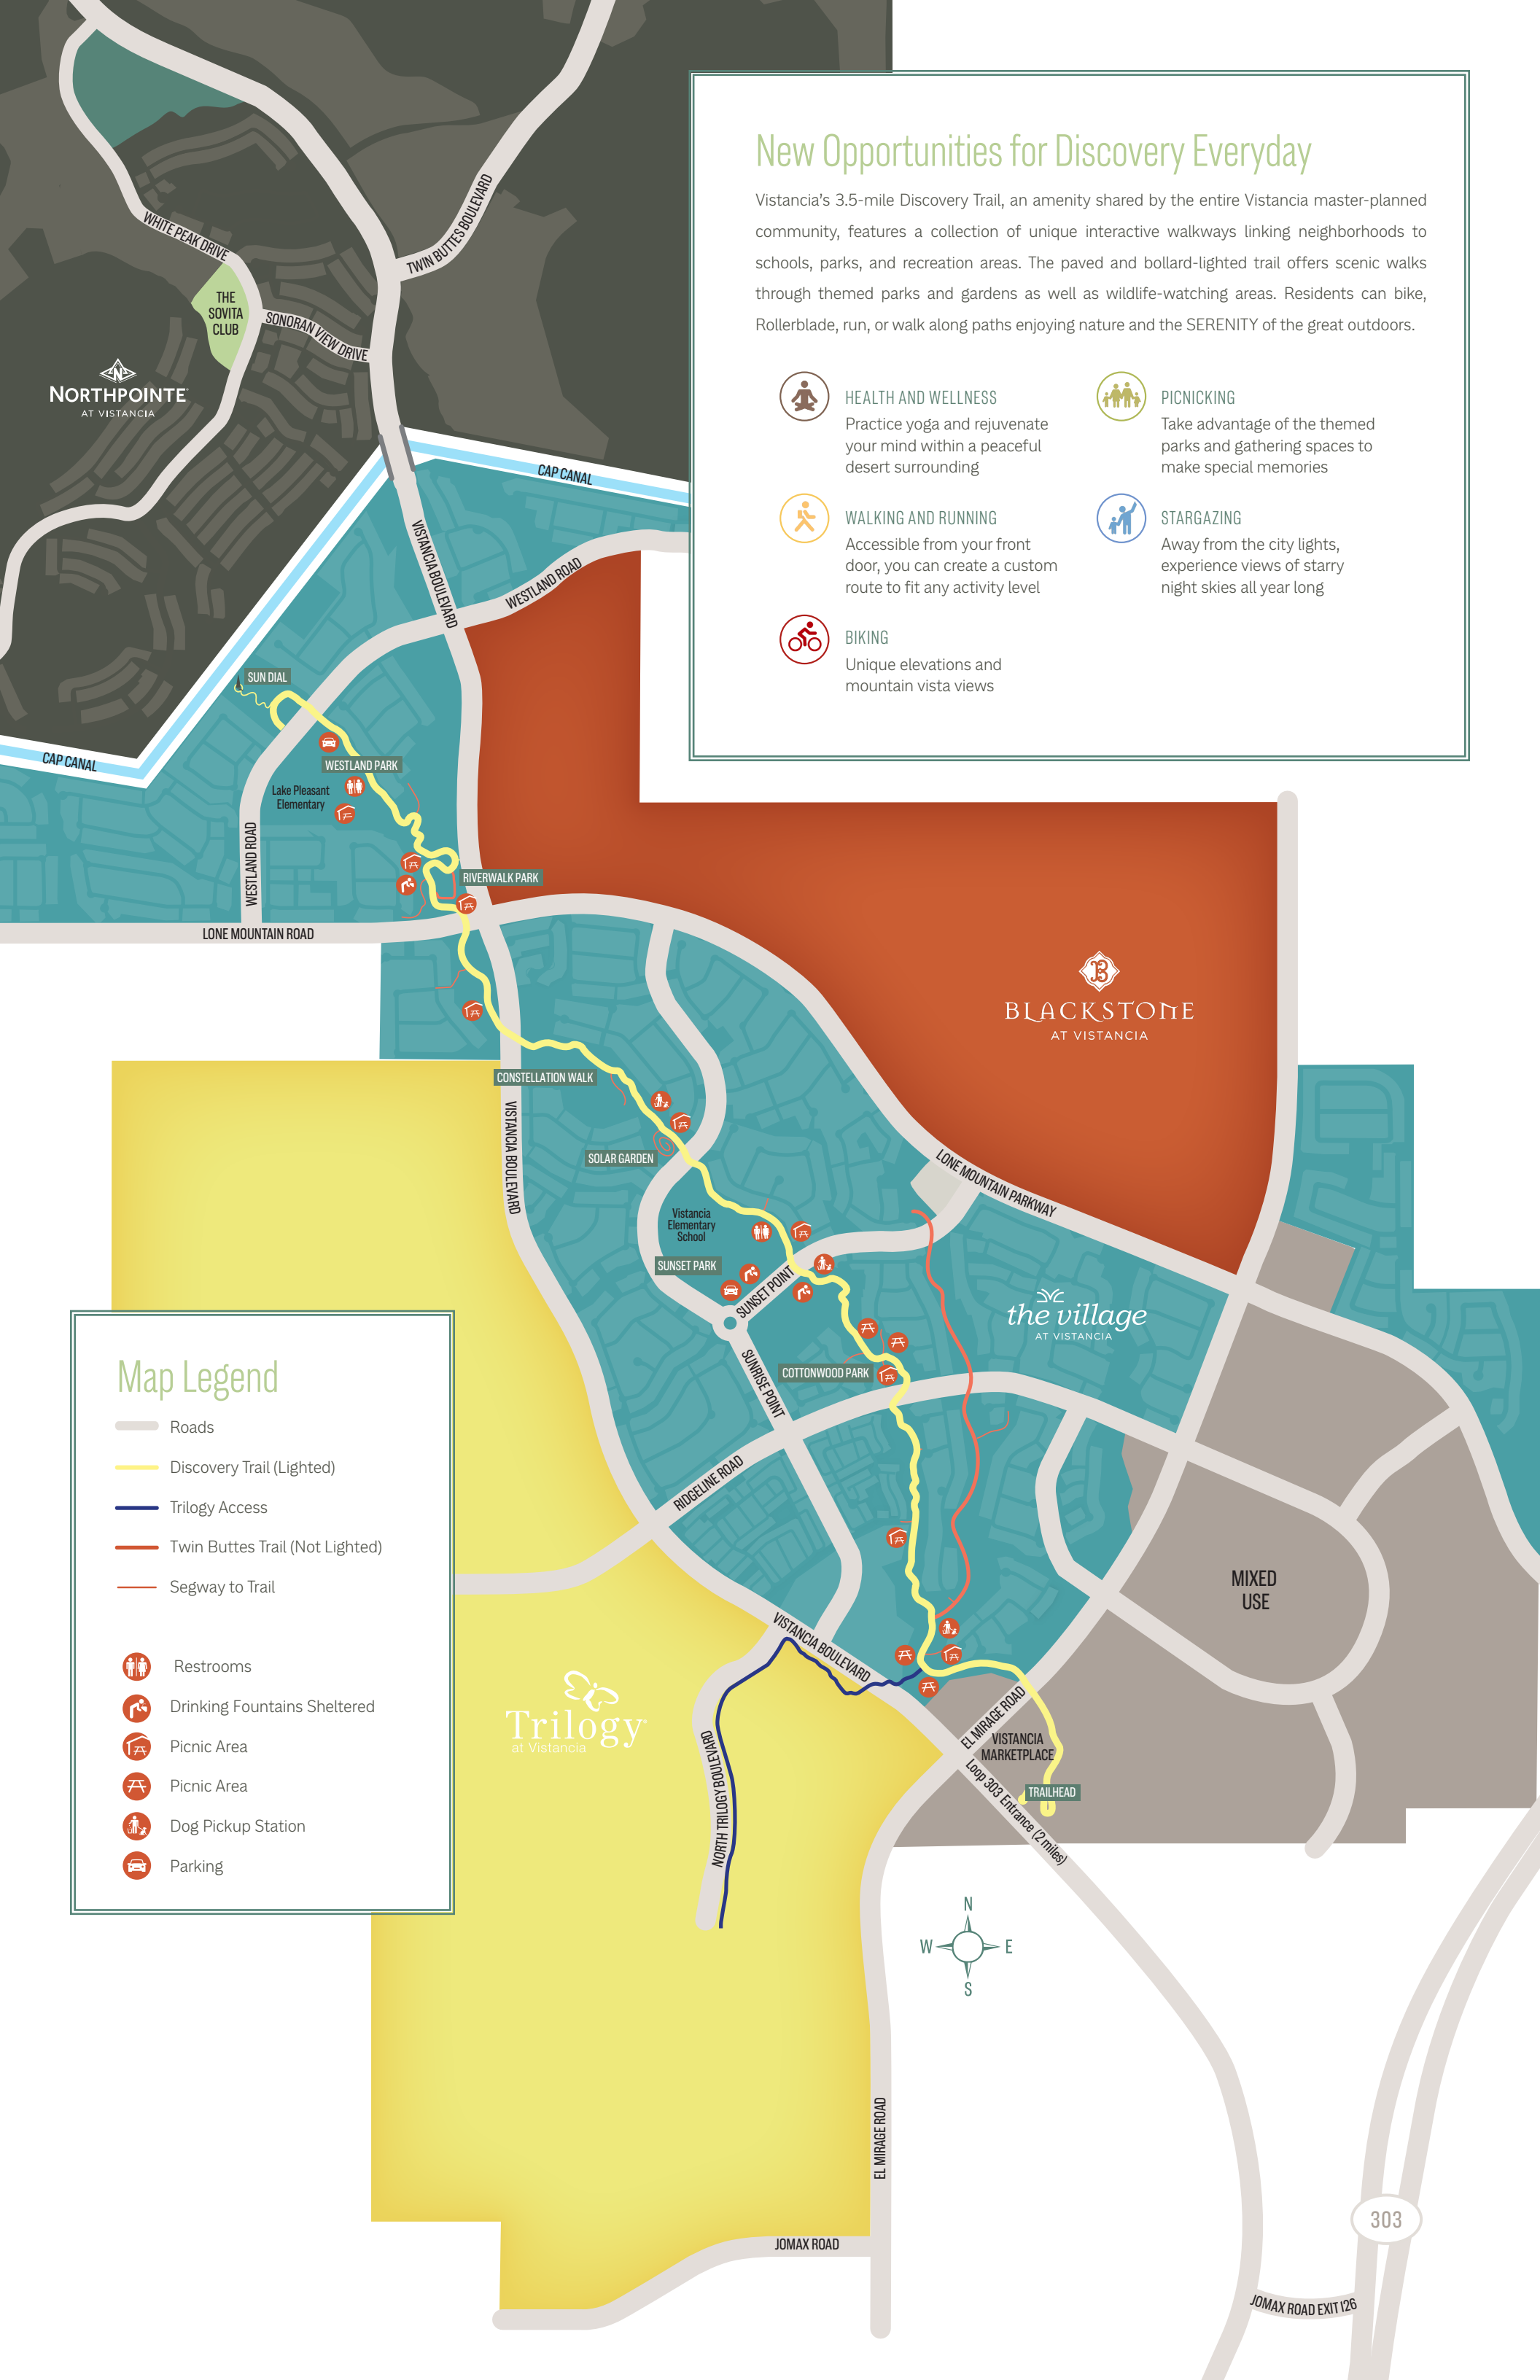 New Opportunities for Discovery Everyday
Vistancia's 3.5-mile Discovery Trail, an amenity shared by the entire Vistancia master-planned
community, features a collection of unique interactive walkways linking neighborhoods to
schools, parks, and recreation areas. The paved and bollard-lighted trail offers scenic walks
through themed parks and gardens as well as wildlife-watching areas. Residents can bike,
Rollerblade, run, or walk along paths enjoying nature and the SERENITY of the great outdoors.
HEALTH AND WELLNESS
Practice yoga and rejuvenate
your mind within a peaceful
desert surrounding
PICNICKING
Take advantage of the themed
parks and gathering spaces to
make special memories
WALKING AND RUNNING
Accessible from your front
door, you can create a custom
route to fit any activity level
STARGAZING
Away from the city lights,
experience views of starry
night skies all year long
BIKING
Unique elevations and
mountain vista views
WHITE PEAK DRIVE
TWIN BUTTES BOULEVARD
THE
SOVITA
CLUB
SONORAN VIEW DRIVE
N
NORTHPOINTE
AT VISTANCIA
CAP CANAL
VISTANCIA BOULEVARD
WESTLAND ROAD
SUN DIAL
CAP CANAL
WESTLAND PARK
Lake Pleasant
Elementary
WESTLAND ROAD
RIVERWALK PARK
LONE MOUNTAIN ROAD
B
BLACKSTONE
AT VISTANCIA
CONSTELLATION WALK
VISTANCIA BOULEVARD
SOLAR GARDEN
LONE MOUNTAIN PARKWAY
Vistancia
Elementary
School
SUNSET PARK
SUNSET POINT
the village
AT VISTANCIA
SUNRISE POINT
COTTONWOOD PARK
RIDGELINE ROAD
MIXED
USE
VISTANCIA BOULEVARD
Trilogy
at Vistancia
NORTH TRILOGY BOULEVARD
EL MIRAGE ROAD
VISTANCIA
MARKETPLACE
TRAILHEAD
Loop 303 Entrance (2 miles)
Map Legend
Roads
Discovery Trail (Lighted)
Trilogy Access
Twin Buttes Trail (Not Lighted)
Segway to Trail
Restrooms
Drinking Fountains Sheltered
Picnic Area
Picnic Area
Dog Pickup Station
Parking
N
W
E
S
EL MIRAGE ROAD
JOMAX ROAD
303
JOMAX ROAD EXIT 126